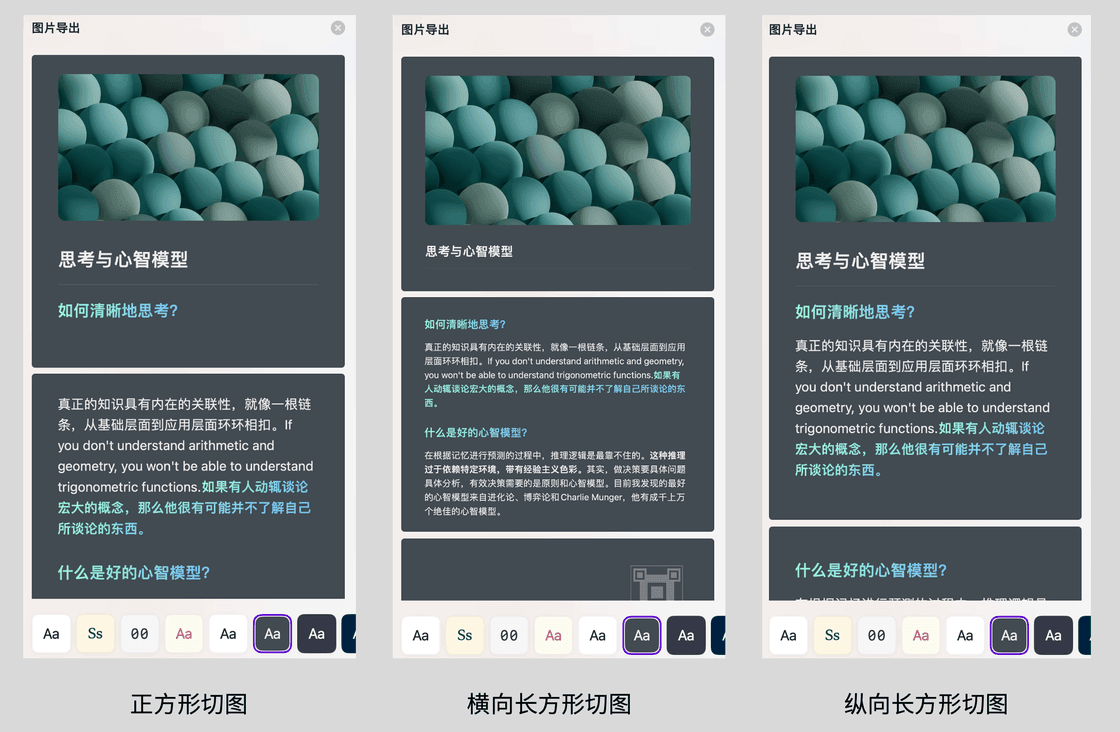 图片导出
思考与心智模型
如何清晰地思考?
真正的知识具有内在的关联性，就像一根链
条，从基础层面到应用层面环环相扣。If
you don't understand arithmetic and
geometry, you won't be able to understand
trigonometric functions.如果有人动辄谈论
宏大的概念，那么他很有可能并不了解自己
所谈论的东西。
什么是好的心智模型?
Aa
Ss
00
Aa
Aa
Aa
Aa
正方形切图
图片导出
思考与心智模型
如何清晰地思考?
真正的知识具有内在的关联性，就像一根链条，从基础层面到应用
层面环环相扣。If you don't understand arithmetic and geometry,
you won't be able to understand trigonometric functions.如果有
人动辄谈论宏大的概念，那么他很有可能并不了解自己所谈论的东
西。
什么是好的心智模型?
在根据记忆进行预测的过程中，推理逻辑是最靠不住的。这种推理
过于依赖特定环境，带有经验主义色彩。其实，做决策要具体问题
具体分析，有效决策需要的是原则和心智模型。目前我发现的最好
的心智模型来自进化论、博弈论和Charlie Munger，他有成千上万
个绝佳的心智模型。
Aa
Ss
00
Aa
Aa
Aa
Aa
横向长方形切图
图片导出
思考与心智模型
如何清晰地思考?
真正的知识具有内在的关联性，就像一根链
条，从基础层面到应用层面环环相扣。If
you don't understand arithmetic and
geometry, you won't be able to understand
trigonometric functions.如果有人动辄谈论
宏大的概念，那么他很有可能并不了解自己
所谈论的东西。
什么是好的心智模型?
Aa
Ss
00
Aa
Aa
Aa
Aa
纵向长方形切图